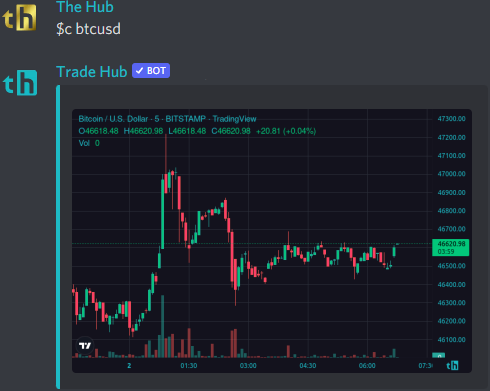 The Hub
$c btcusd
Trade Hub ✓ BOT
Bitcoin / U.S. Dollar · 5 · BITSTAMP · TradingView
O46618.48 H46620.98 L46618.48 C46620.98 +20.81 (+0.04%)
Vol 0
47300.00
47200.00
47100.00
47000.00
46900.00
46800.00
46700.00
46620.98
03:59
46500.00
46400.00
46300.00
46200.00
46100.00
0
2 01:30 03:00 04:30 06:00 07:30
th